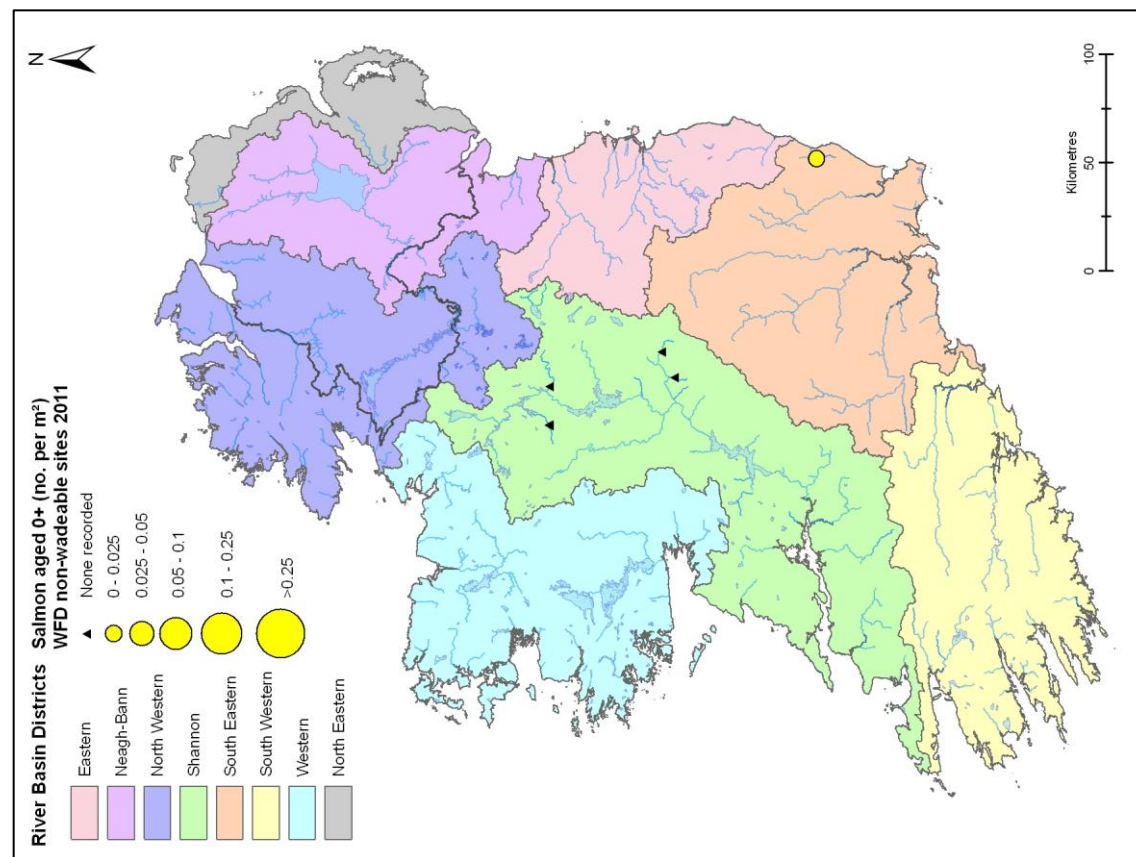 River Basin Districts
Eastern
Neagh-Bann
North Western
Shannon
South Eastern
South Western
Western
North Eastern
Salmon aged 0+ (no. per m²)
WFD non-wadeable sites 2011
None recorded
0 - 0.025
0.025 - 0.05
0.05 - 0.1
0.1 - 0.25
>0.25
N
0
50
100
Kilometres